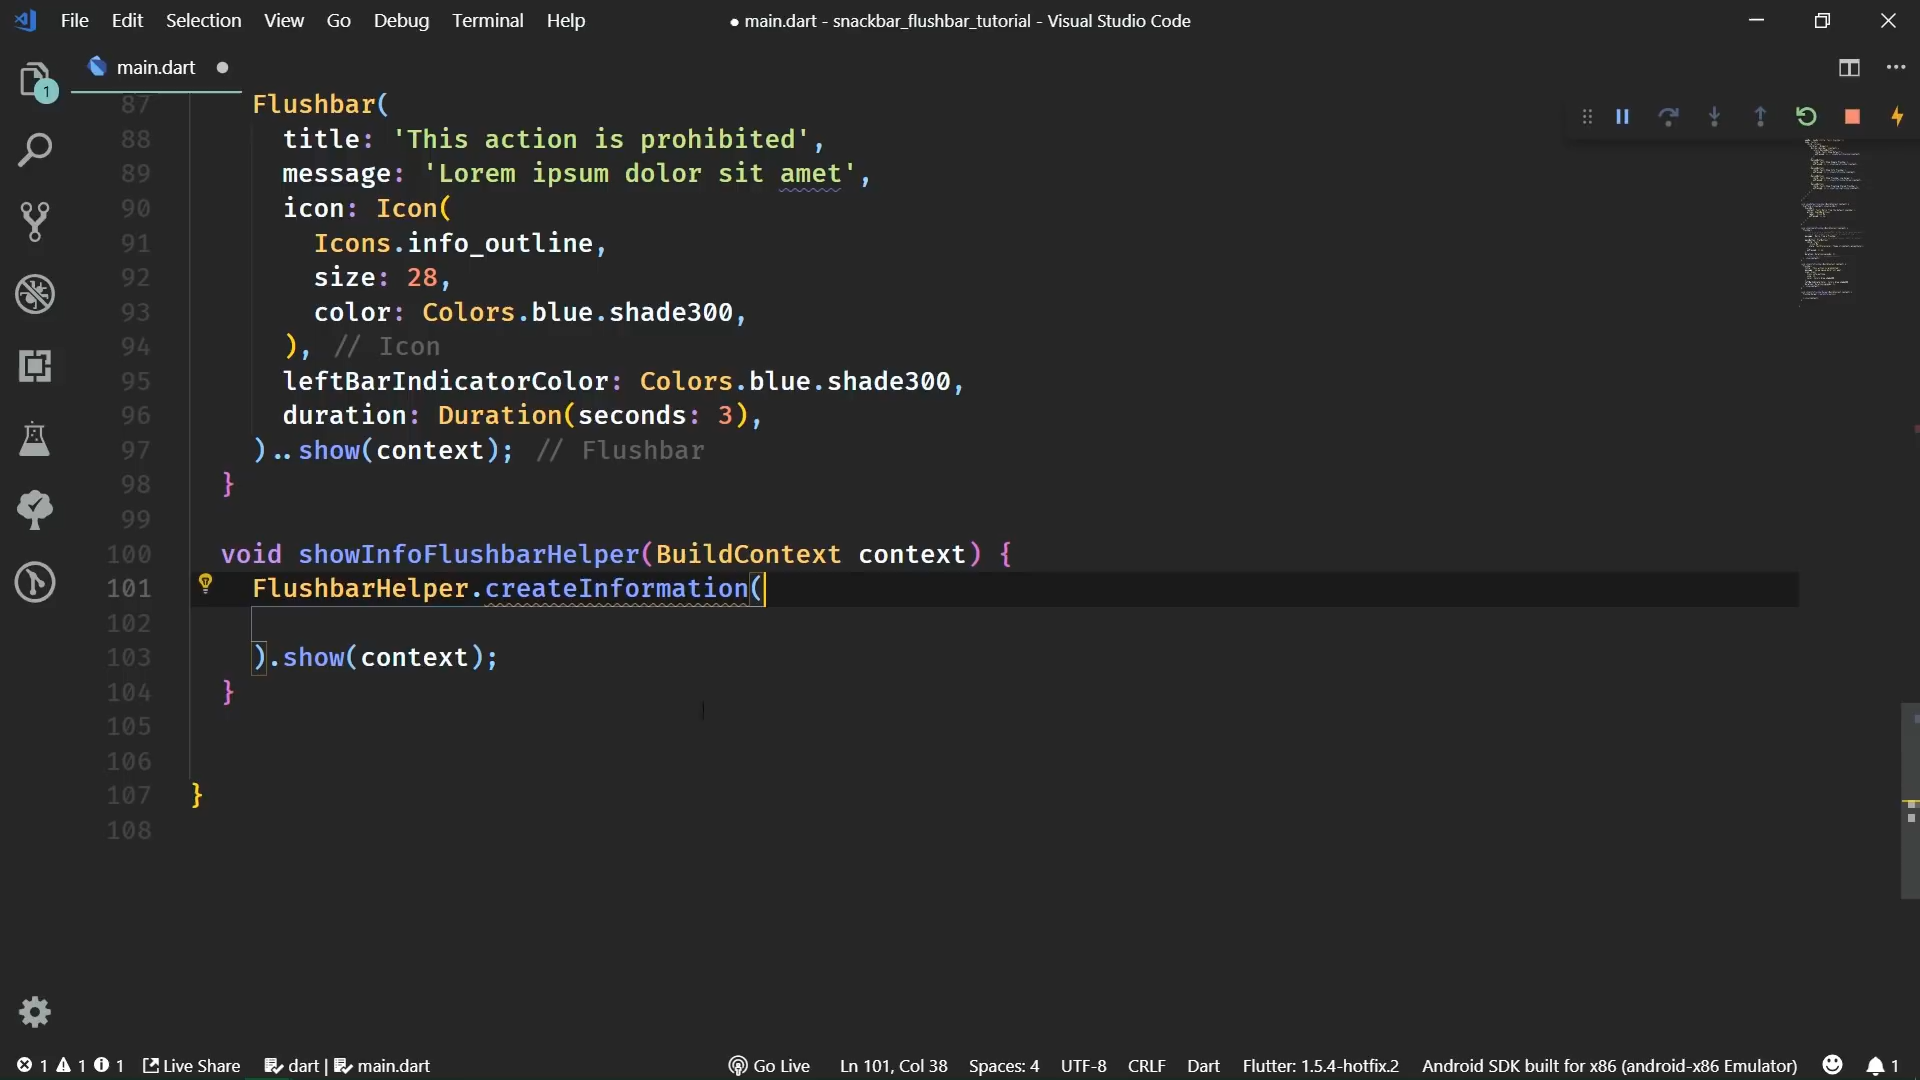 File Edit Selection View Go Debug Terminal Help ● main.dart - snackbar_flushbar_tutorial - Visual Studio Code
main.dart ●
1
87 Flushbar(
88 title: 'This action is prohibited',
89 message: 'Lorem ipsum dolor sit amet',
90 icon: Icon(
91 Icons.info_outline,
92 size: 28,
93 color: Colors.blue.shade300,
94 ), // Icon
95 leftBarIndicatorColor: Colors.blue.shade300,
96 duration: Duration(seconds: 3),
97 )..show(context); // Flushbar
98 }
99
100 void showInfoFlushbarHelper(BuildContext context) {
101 FlushbarHelper.createInformation(
102
103 ).show(context);
104 }
105
106
107 }
108
1 1 1 Live Share dart | main.dart Go Live Ln 101, Col 38 Spaces: 4 UTF-8 CRLF Dart Flutter: 1.5.4-hotfix.2 Android SDK built for x86 (android-x86 Emulator) 1